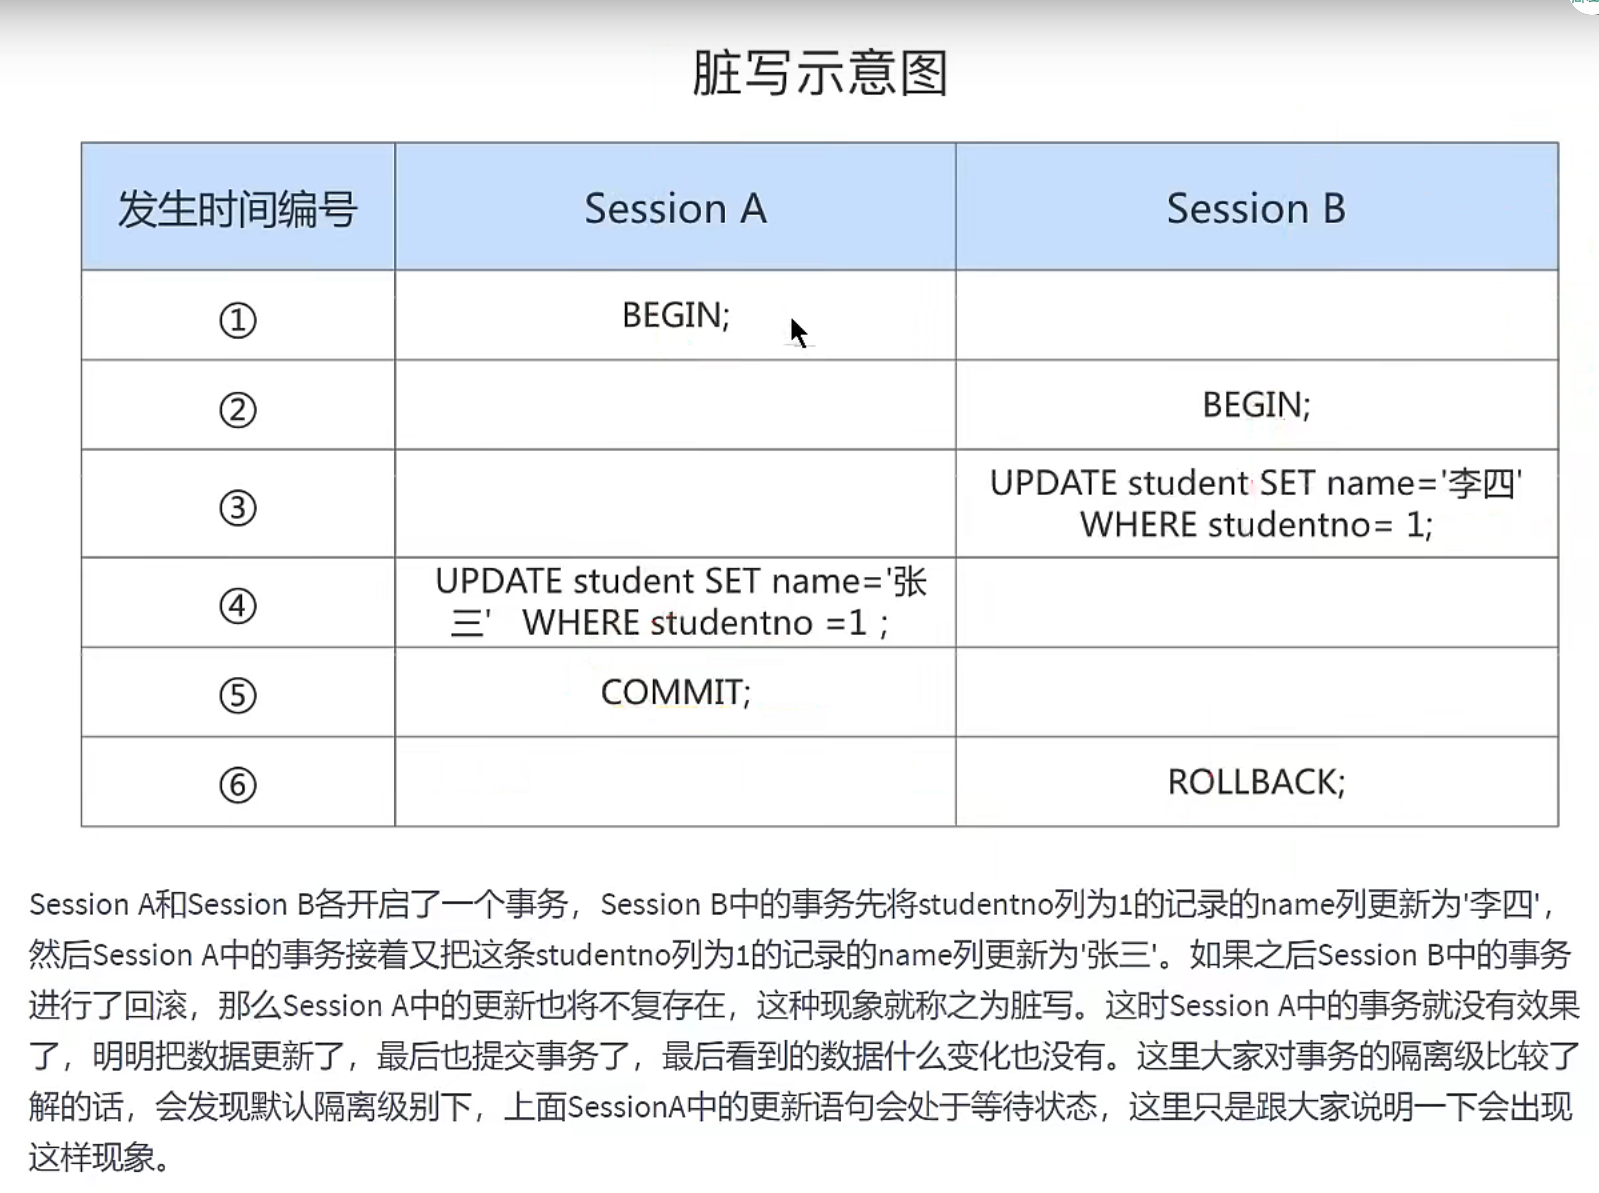 脏写示意图
发生时间编号 Session A Session B
① BEGIN;
② BEGIN;
③ UPDATE student SET name='李四'
WHERE studentno= 1;
④ UPDATE student SET name='张
三' WHERE studentno =1 ;
⑤ COMMIT;
⑥ ROLLBACK;
Session A和Session B各开启了一个事务，Session B中的事务先将studentno列为1的记录的name列更新为'李四'，
然后Session A中的事务接着又把这条studentno列为1的记录的name列更新为'张三'。如果之后Session B中的事务
进行了回滚，那么Session A中的更新也将不复存在，这种现象就称之为脏写。这时Session A中的事务就没有效果
了，明明把数据更新了，最后也提交事务了，最后看到的数据什么变化也没有。这里大家对事务的隔离级比较了
解的话，会发现默认隔离级别下，上面SessionA中的更新语句会处于等待状态，这里只是跟大家说明一下会出现
这样现象。